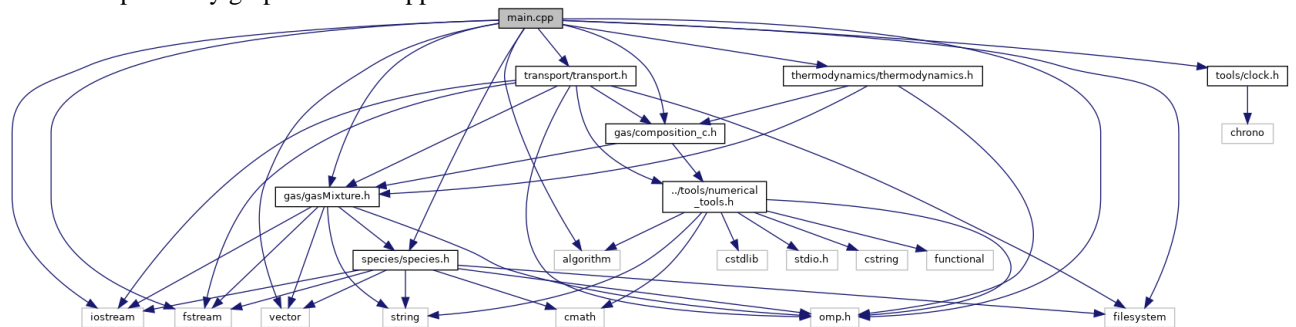 main.cpp
transport/transport.h
thermodynamics/thermodynamics.h
tools/clock.h
gas/composition_c.h
chrono
gas/gasMixture.h
../tools/numerical
_tools.h
species/species.h
algorithm
cstdlib
stdio.h
cstring
functional
iostream
fstream
vector
string
cmath
omp.h
filesystem